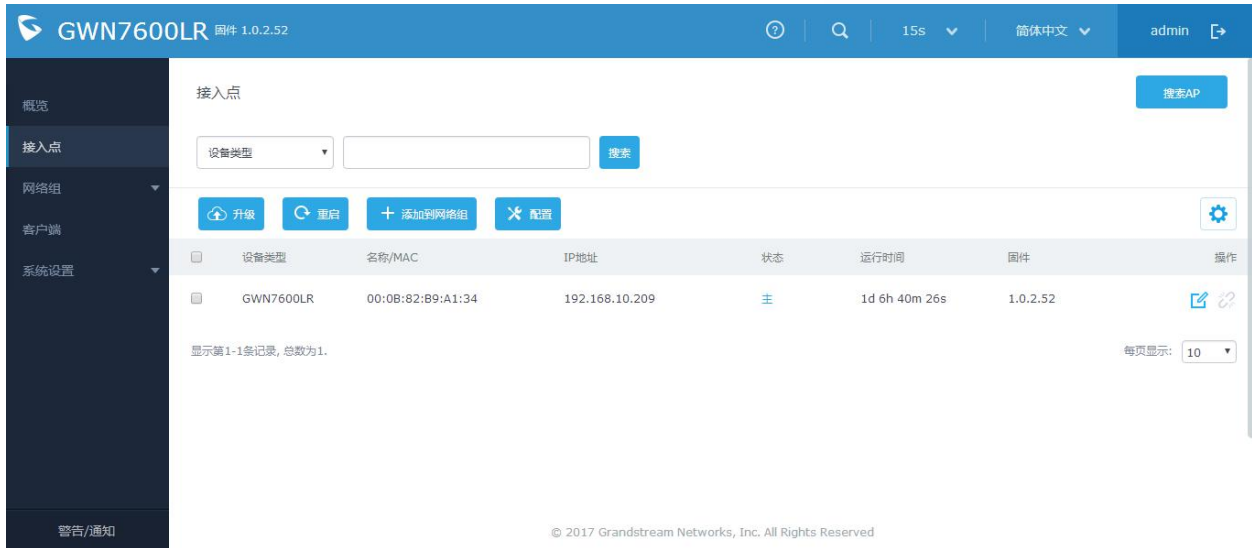 GWN7600LR 固件 1.0.2.52 15s 简体中文 admin
概览
接入点
网络组
客户端
系统设置
警告/通知
接入点 搜索AP
设备类型 搜索
升级 重启 添加到网络组 配置
设备类型 名称/MAC IP地址 状态 运行时间 固件 操作
GWN7600LR 00:0B:82:B9:A1:34 192.168.10.209 主 1d 6h 40m 26s 1.0.2.52
显示第1-1条记录, 总数为1. 每页显示: 10
© 2017 Grandstream Networks, Inc. All Rights Reserved